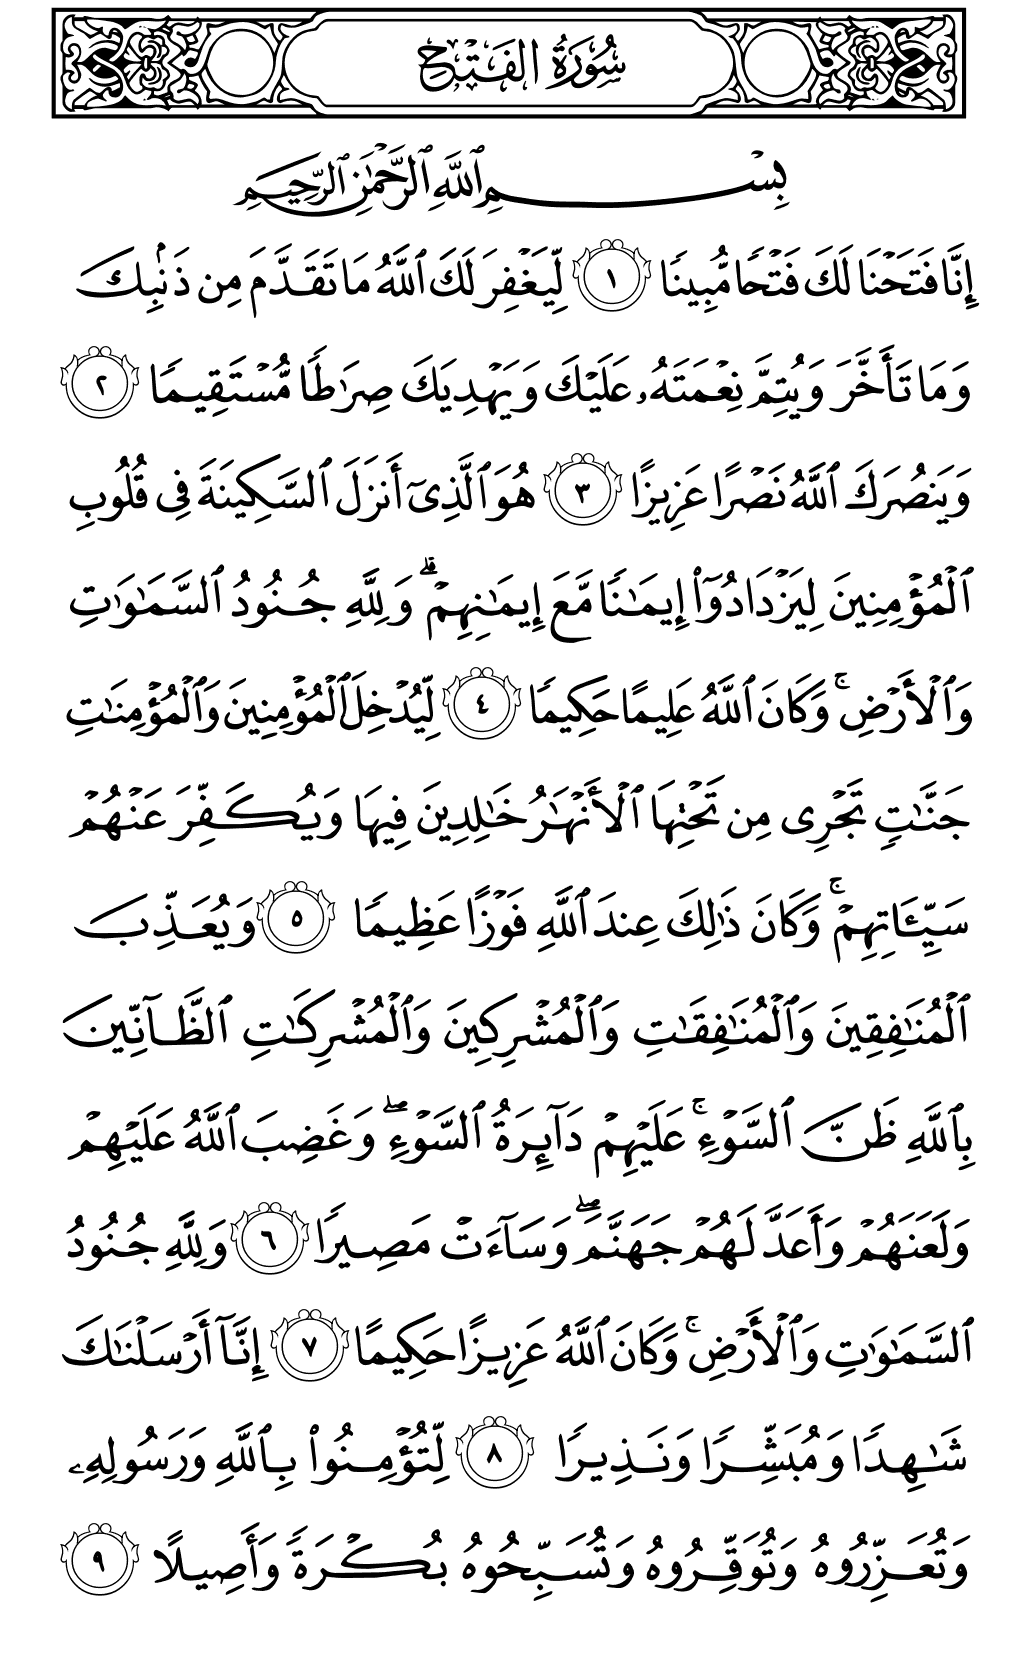 سُورَةُ الفَتْحِ
بِسْمِ ٱللَّهِ ٱلرَّحْمَٰنِ ٱلرَّحِيمِ
إِنَّا فَتَحْنَا لَكَ فَتْحًا مُّبِينًا ١ لِّيَغْفِرَ لَكَ ٱللَّهُ مَا تَقَدَّمَ مِن ذَنۢبِكَ
وَمَا تَأَخَّرَ وَيُتِمَّ نِعْمَتَهُۥ عَلَيْكَ وَيَهْدِيَكَ صِرَٰطًا مُّسْتَقِيمًا ٢
وَيَنصُرَكَ ٱللَّهُ نَصْرًا عَزِيزًا ٣ هُوَ ٱلَّذِىٓ أَنزَلَ ٱلسَّكِينَةَ فِى قُلُوبِ
ٱلْمُؤْمِنِينَ لِيَزْدَادُوٓا۟ إِيمَٰنًا مَّعَ إِيمَٰنِهِمْ ۗ وَلِلَّهِ جُنُودُ ٱلسَّمَٰوَٰتِ
وَٱلْأَرْضِ ۚ وَكَانَ ٱللَّهُ عَلِيمًا حَكِيمًا ٤ لِّيُدْخِلَ ٱلْمُؤْمِنِينَ وَٱلْمُؤْمِنَٰتِ
جَنَّٰتٍ تَجْرِى مِن تَحْتِهَا ٱلْأَنْهَٰرُ خَٰلِدِينَ فِيهَا وَيُكَفِّرَ عَنْهُمْ
سَيِّـَٔاتِهِمْ ۚ وَكَانَ ذَٰلِكَ عِندَ ٱللَّهِ فَوْزًا عَظِيمًا ٥ وَيُعَذِّبَ
ٱلْمُنَٰفِقِينَ وَٱلْمُنَٰفِقَٰتِ وَٱلْمُشْرِكِينَ وَٱلْمُشْرِكَٰتِ ٱلظَّآنِّينَ
بِٱللَّهِ ظَنَّ ٱلسَّوْءِ ۚ عَلَيْهِمْ دَآئِرَةُ ٱلسَّوْءِ ۖ وَغَضِبَ ٱللَّهُ عَلَيْهِمْ
وَلَعَنَهُمْ وَأَعَدَّ لَهُمْ جَهَنَّمَ ۖ وَسَآءَتْ مَصِيرًا ٦ وَلِلَّهِ جُنُودُ
ٱلسَّمَٰوَٰتِ وَٱلْأَرْضِ ۚ وَكَانَ ٱللَّهُ عَزِيزًا حَكِيمًا ٧ إِنَّآ أَرْسَلْنَٰكَ
شَٰهِدًا وَمُبَشِّرًا وَنَذِيرًا ٨ لِّتُؤْمِنُوا۟ بِٱللَّهِ وَرَسُولِهِۦ
وَتُعَزِّرُوهُ وَتُوَقِّرُوهُ وَتُسَبِّحُوهُ بُكْرَةً وَأَصِيلًا ٩